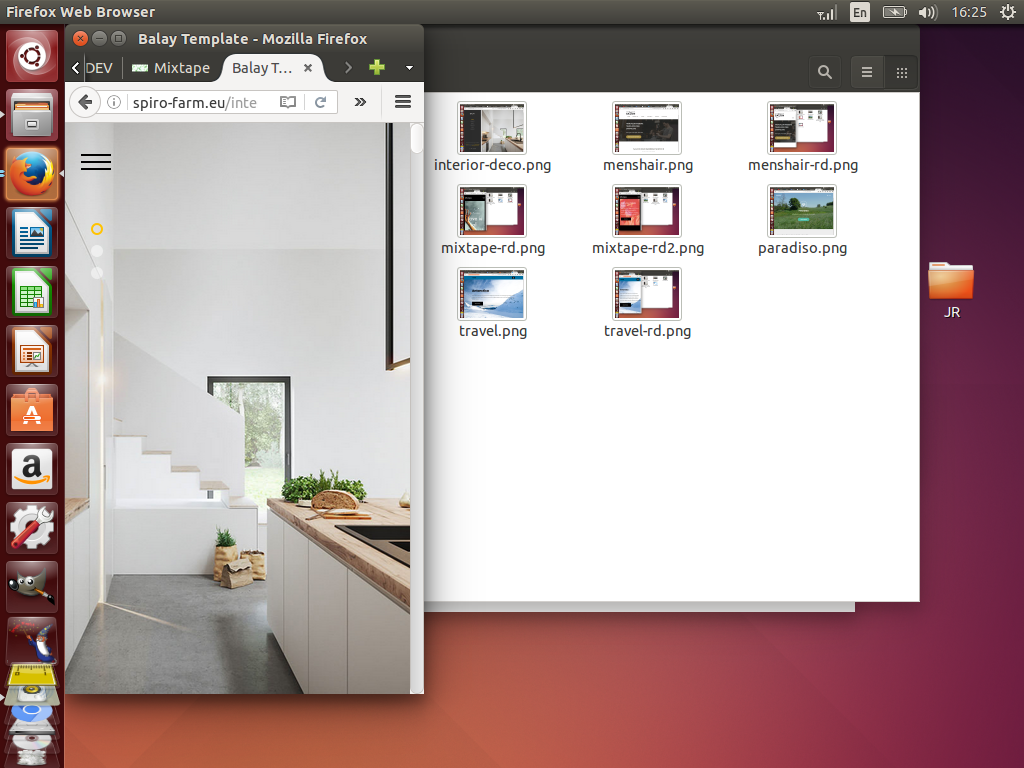 Firefox Web Browser
En
16:25
Balay Template - Mozilla Firefox
DEV
Mixtape
Balay T…
spiro-farm.eu/inte
interior-deco.png
menshair.png
menshair-rd.png
mixtape-rd.png
mixtape-rd2.png
paradiso.png
travel.png
travel-rd.png
JR